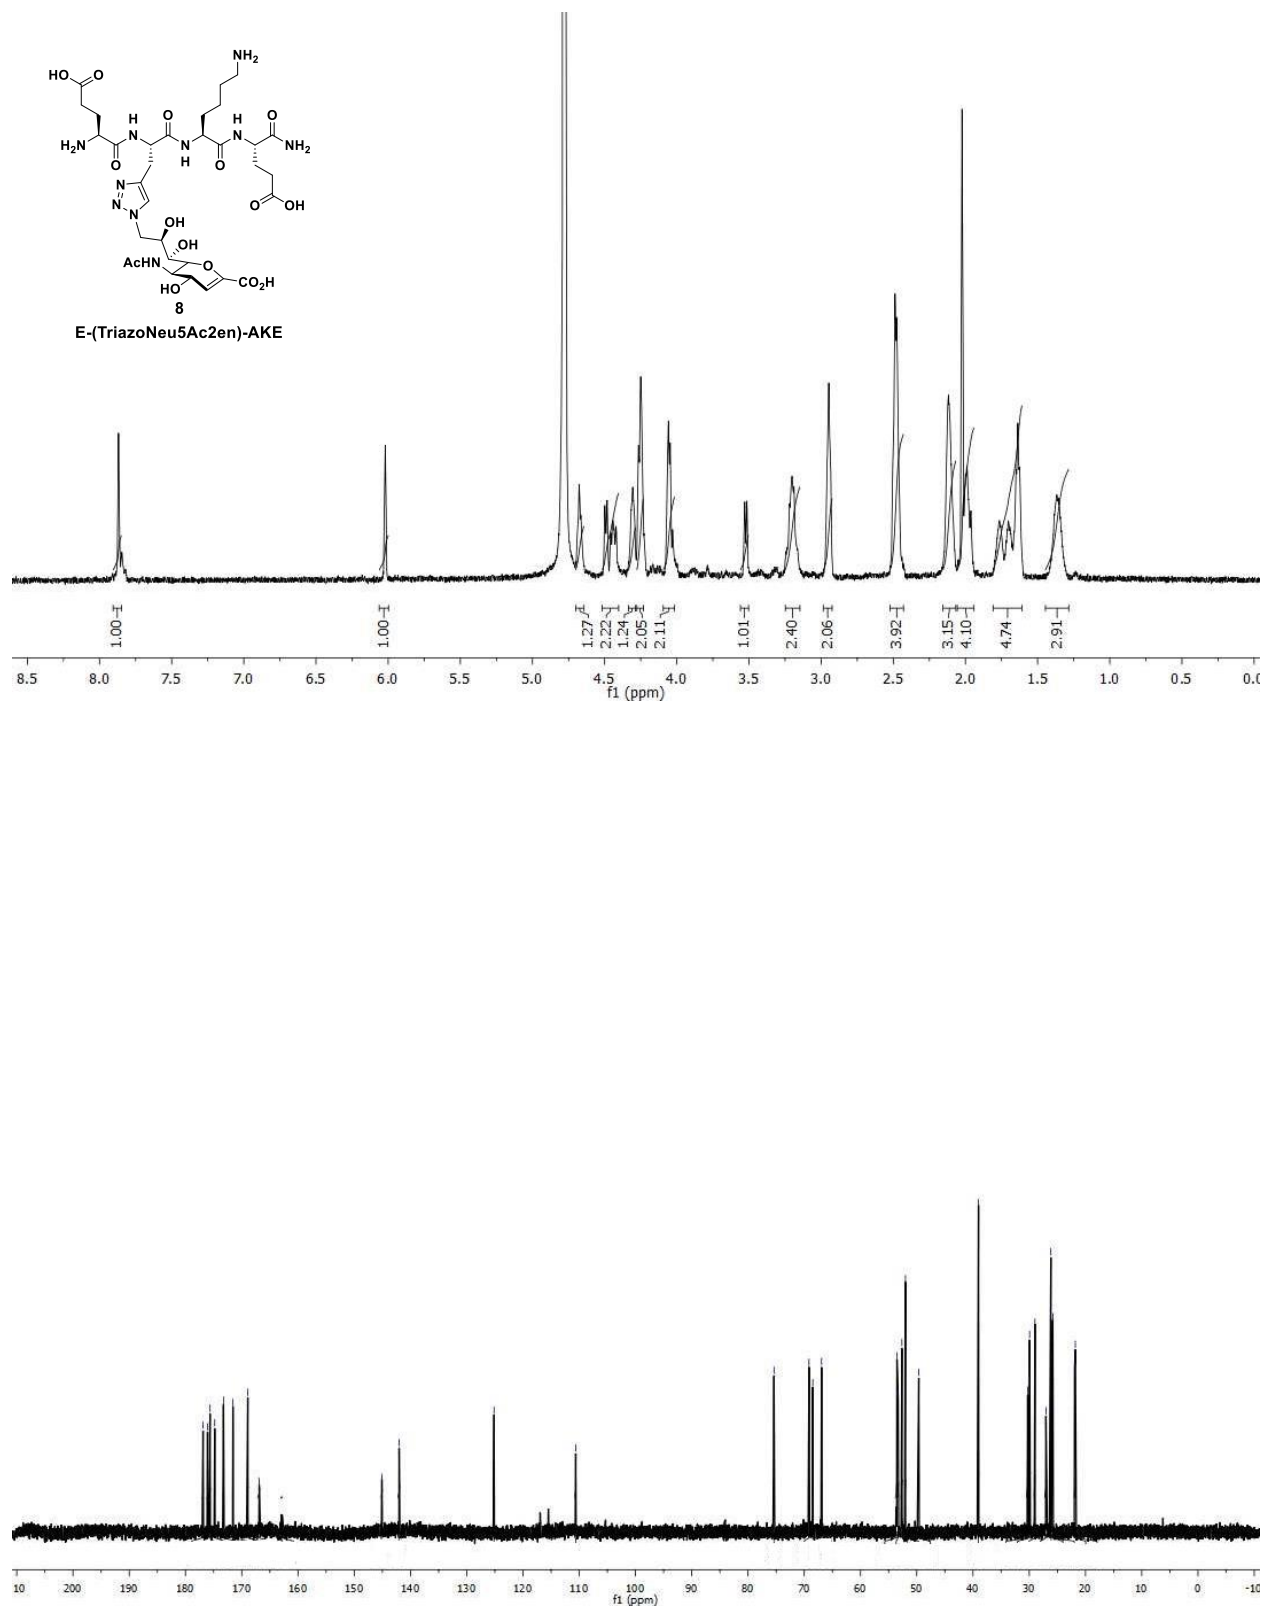 NH₂
HO O
H O H O
N N
H₂N N NH₂
O H O
N
N O OH
N OH
OH
AcHN O
CO₂H
HO
8
E-(TriazoNeu5Ac2en)-AKE
1.00 1.00 1.27 2.22 1.24 2.05 2.11 1.01 2.40 2.06 3.92 3.15 4.10 4.74 2.91
8.5 8.0 7.5 7.0 6.5 6.0 5.5 5.0 4.5 4.0 3.5 3.0 2.5 2.0 1.5 1.0 0.5 0.0
f1 (ppm)
10 200 190 180 170 160 150 140 130 120 110 100 90 80 70 60 50 40 30 20 10 0 -10
f1 (ppm)